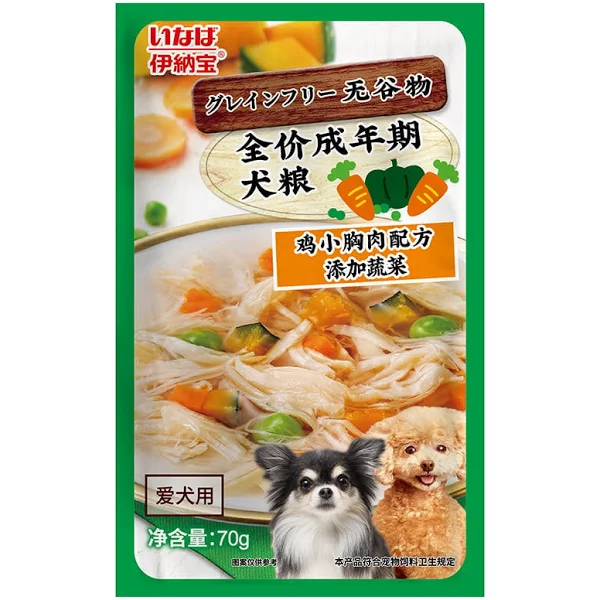 いなば
伊納宝®
グレインフリー 无谷物
全价成年期
犬粮
鸡小胸肉配方
添加蔬菜
爱犬用
净含量:70g
图案仅供参考
本产品符合宠物饲料卫生规定